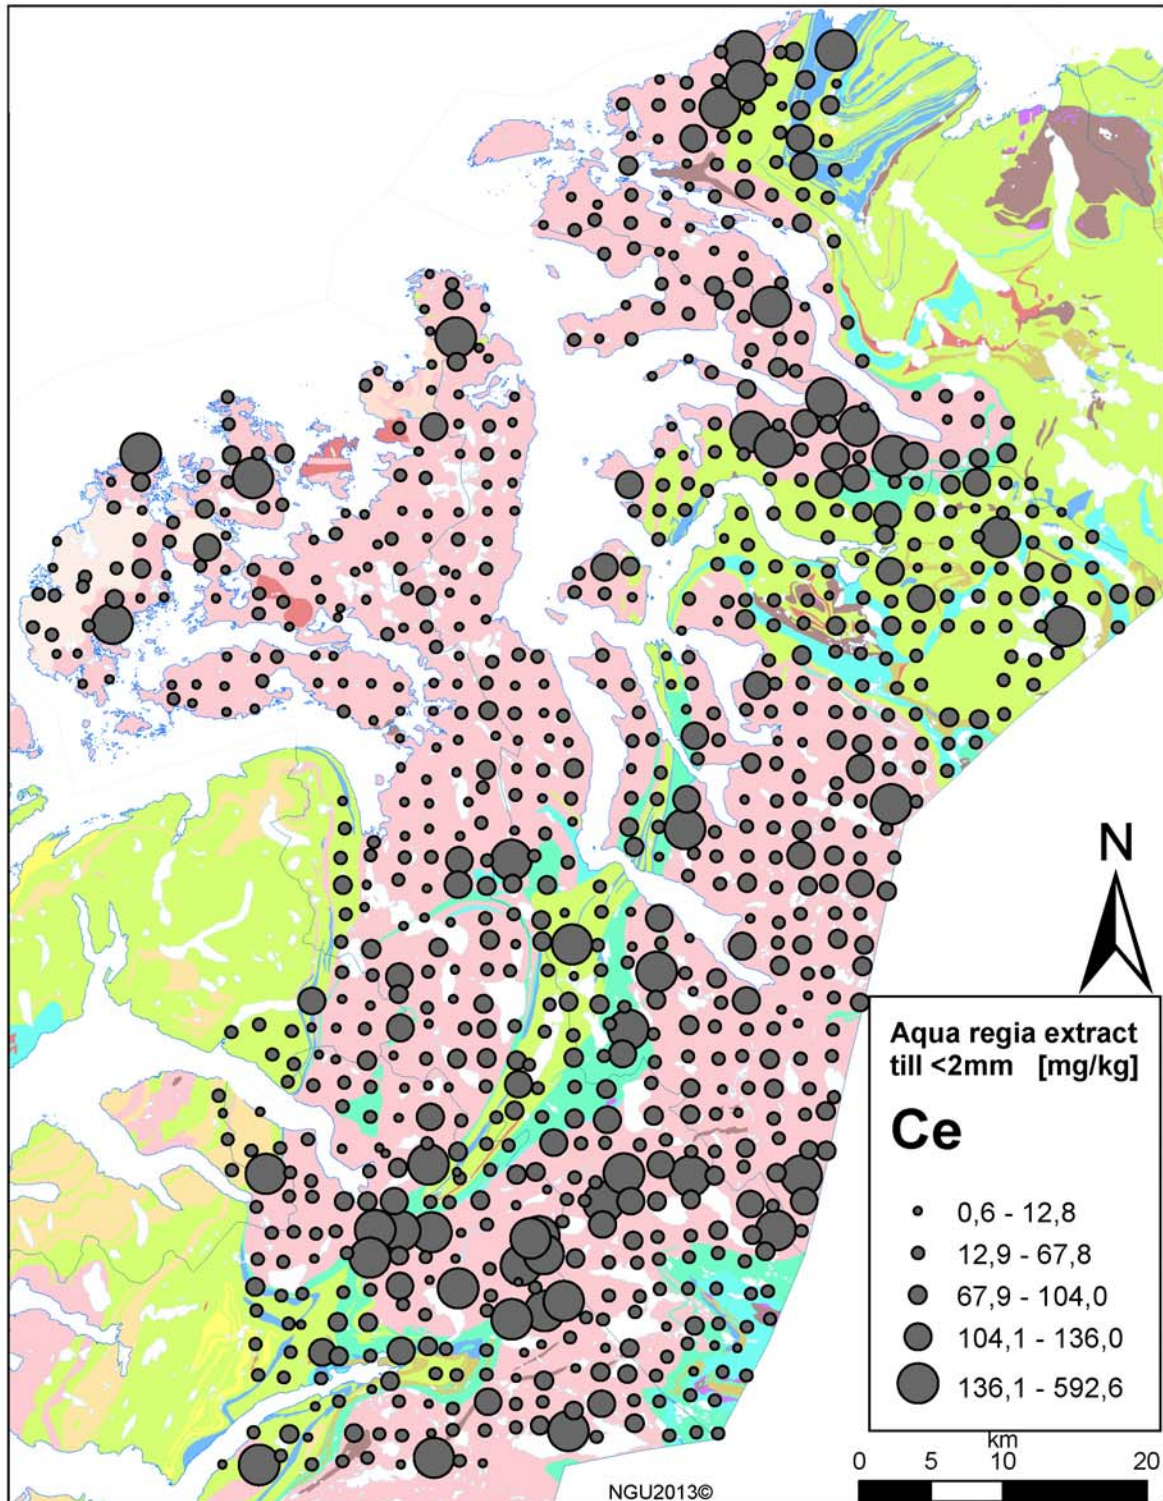 N
Aqua regia extract
till <2mm [mg/kg]
Ce
0,6 - 12,8
12,9 - 67,8
67,9 - 104,0
104,1 - 136,0
136,1 - 592,6
km
0 5 10 20
NGU2013©